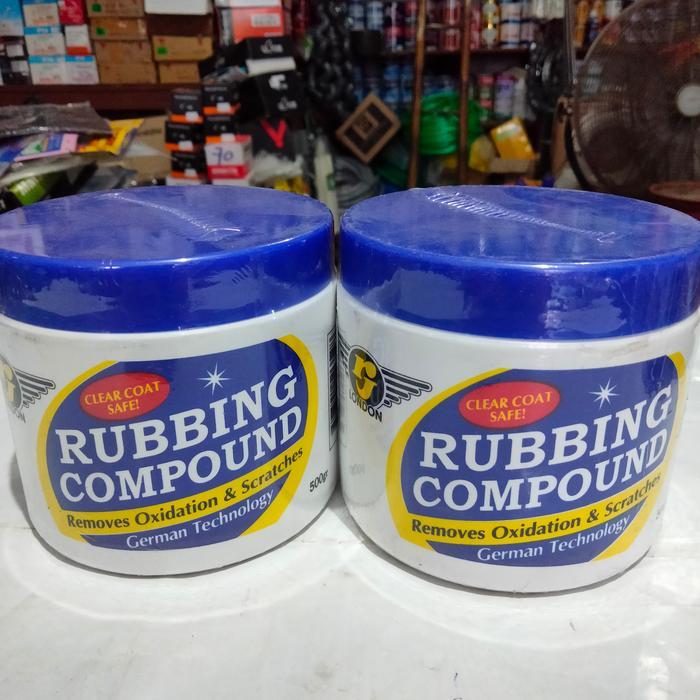 70
CLEAR COAT
SAFE!
RUBBING
COMPOUND
Removes Oxidation & Scratches
German Technology
500gr
LONDON
G
LONDON
CLEAR COAT
SAFE!
RUBBING
COMPOUND
Removes Oxidation & Scratches
German Technology